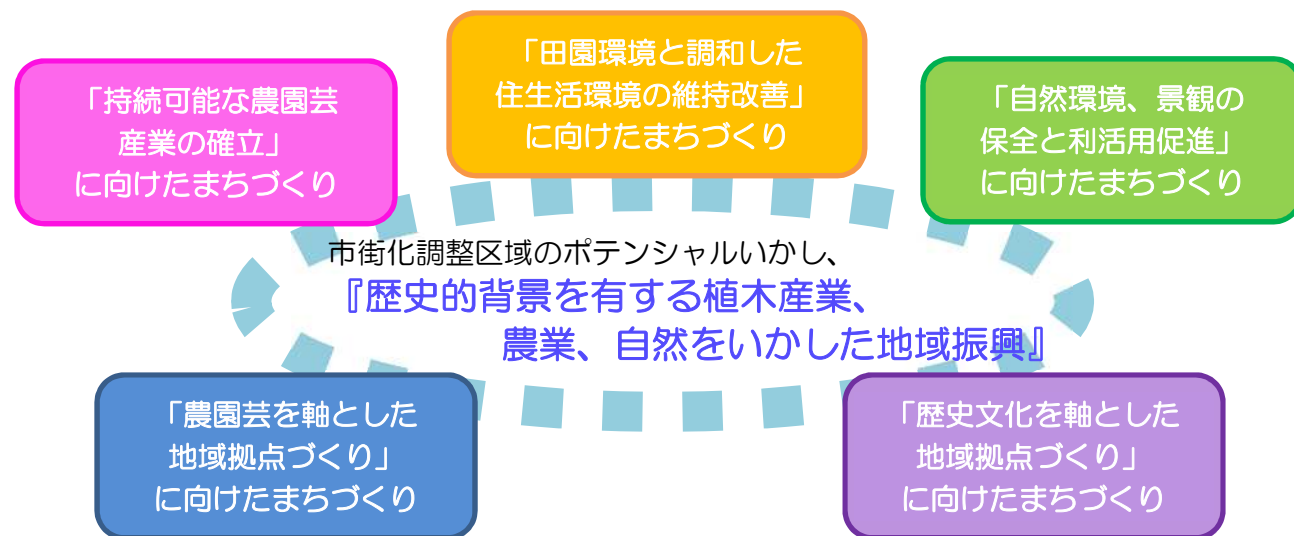 「持続可能な農園芸
産業の確立」
に向けたまちづくり
「田園環境と調和した
住生活環境の維持改善」
に向けたまちづくり
「自然環境、景観の
保全と利活用促進」
に向けたまちづくり
市街化調整区域のポテンシャルいかし、
『歴史的背景を有する植木産業、
農業、自然をいかした地域振興』
「農園芸を軸とした
地域拠点づくり」
に向けたまちづくり
「歴史文化を軸とした
地域拠点づくり」
に向けたまちづくり